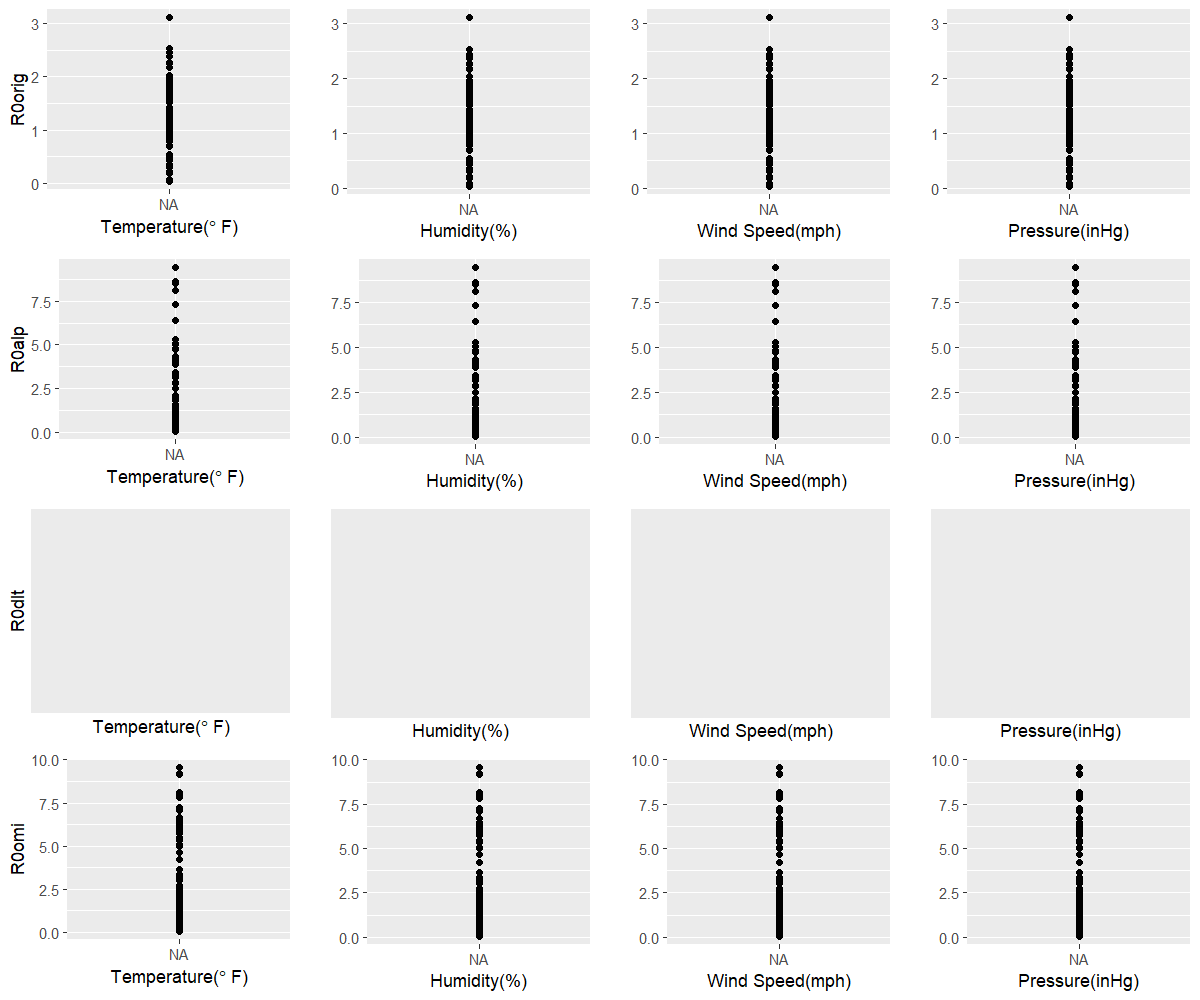 3 3 3 3
2 2 2 2
R0orig
1 1 1 1
0 0 0 0
NA NA NA NA
Temperature(° F) Humidity(%) Wind Speed(mph) Pressure(inHg)
7.5 7.5 7.5 7.5
R0alp
5.0 5.0 5.0 5.0
2.5 2.5 2.5 2.5
0.0 0.0 0.0 0.0
NA NA NA NA
Temperature(° F) Humidity(%) Wind Speed(mph) Pressure(inHg)
R0dlt
Temperature(° F) Humidity(%) Wind Speed(mph) Pressure(inHg)
10.0 10.0 10.0 10.0
7.5 7.5 7.5 7.5
R0omi
5.0 5.0 5.0 5.0
2.5 2.5 2.5 2.5
0.0 0.0 0.0 0.0
NA NA NA NA
Temperature(° F) Humidity(%) Wind Speed(mph) Pressure(inHg)